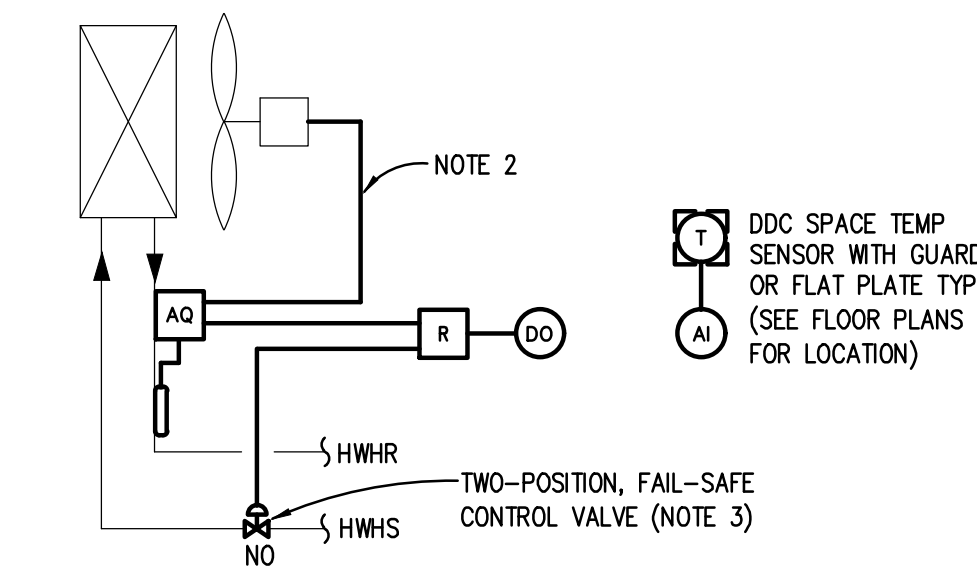 NOTE 2
T
DDC SPACE TEMP
SENSOR WITH GUARD
OR FLAT PLATE TYP
(SEE FLOOR PLANS
FOR LOCATION)
AI
AQ
R
DO
HWHR
TWO-POSITION, FAIL-SAFE
CONTROL VALVE (NOTE 3)
HWHS
NO